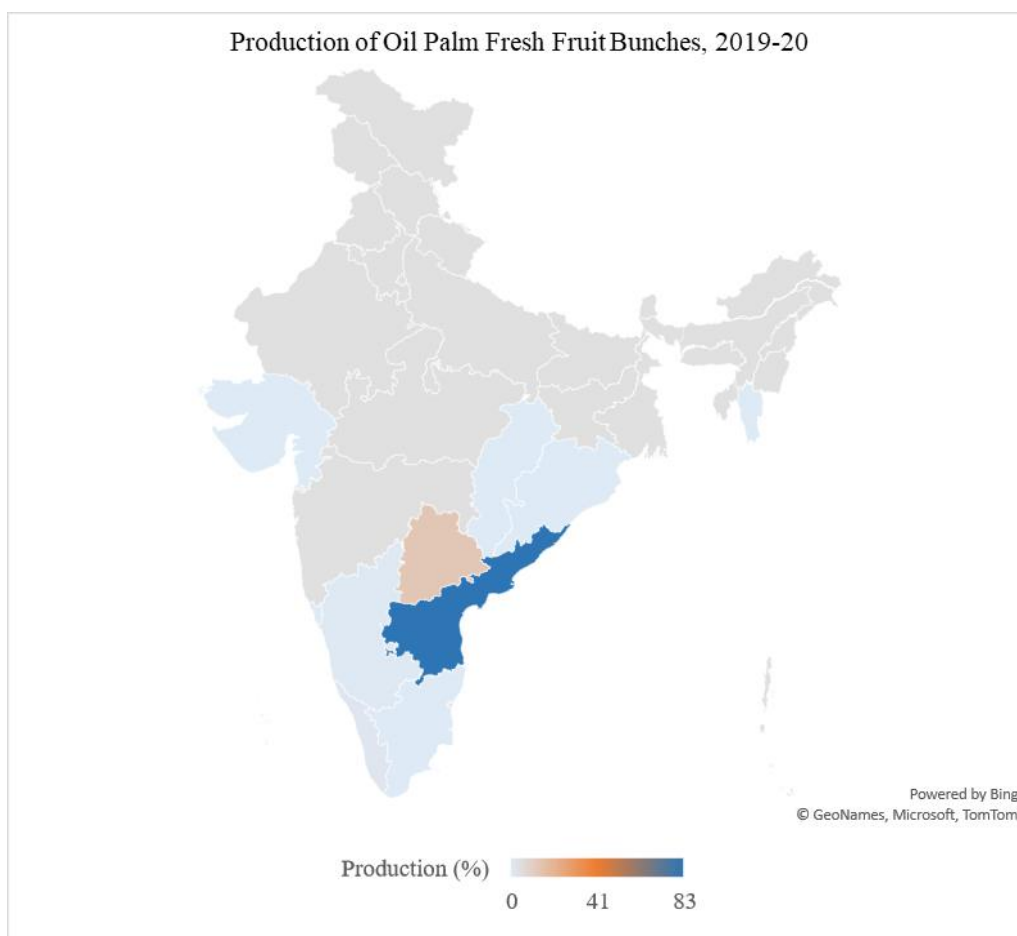 Production of Oil Palm Fresh Fruit Bunches, 2019-20
Powered by Bing
© GeoNames, Microsoft, TomTom
Production (%)
0 41 83